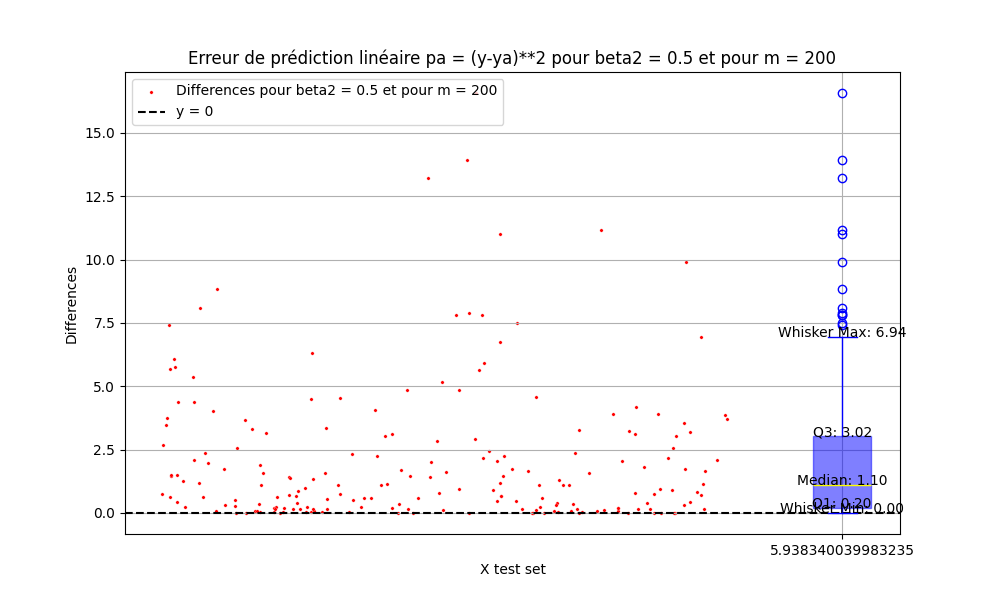 Erreur de prédiction linéaire pa = (y-ya)**2 pour beta2 = 0.5 et pour m = 200
Differences pour beta2 = 0.5 et pour m = 200
y = 0
15.0
12.5
10.0
7.5
5.0
2.5
0.0
Differences
Whisker Max: 6.94
Q3: 3.02
Median: 1.10
Q1: 0.20
Whisker Min: 0.00
5.938340039983235
X test set